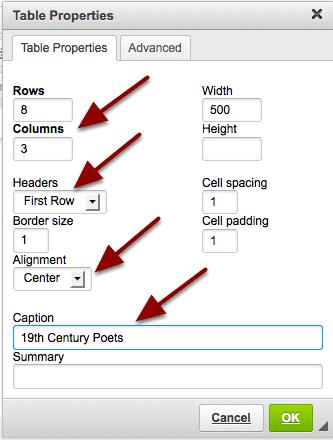 Table Properties
Table Properties Advanced
Rows Width
8 500
Columns Height
3
Headers Cell spacing
First Row 1
Border size Cell padding
1 1
Alignment
Center
Caption
19th Century Poets
Summary
Cancel OK